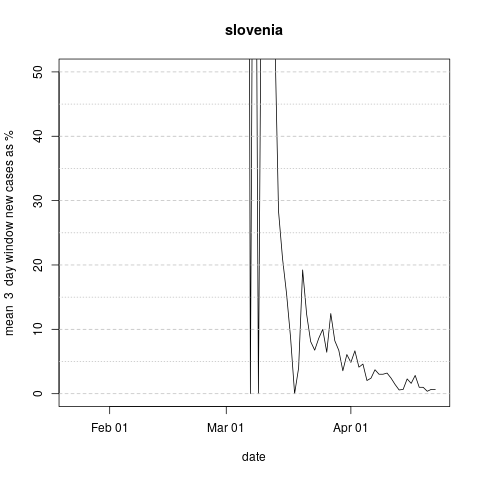 slovenia
mean  3  day window new cases as %
50
40
30
20
10
0
Feb 01
Mar 01
Apr 01
date